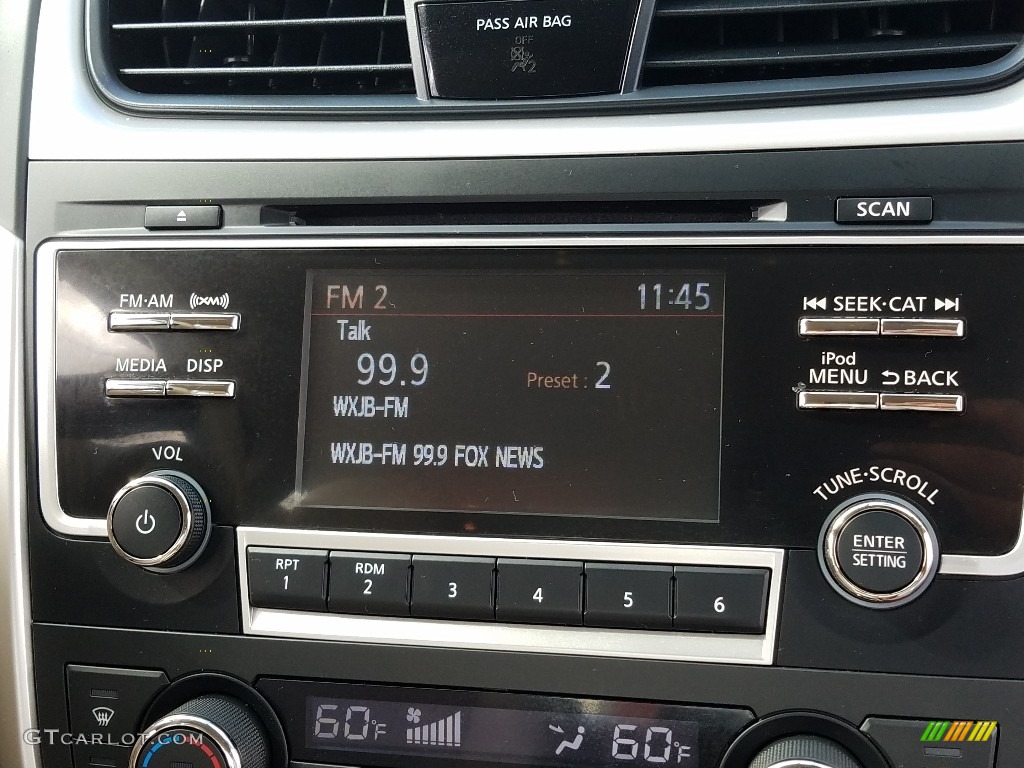 PASS AIR BAG
OFF
2
SCAN
FM·AM XM
SEEK·CAT
MEDIA DISP
iPod
MENU BACK
VOL
FM 2 11:45
Talk
99.9 Preset : 2
WXJB-FM
WXJB-FM 99.9 FOX NEWS
TUNE·SCROLL
ENTER
SETTING
RPT RDM
1 2 3 4 5 6
60°F 60°F
GTCARLOT.COM